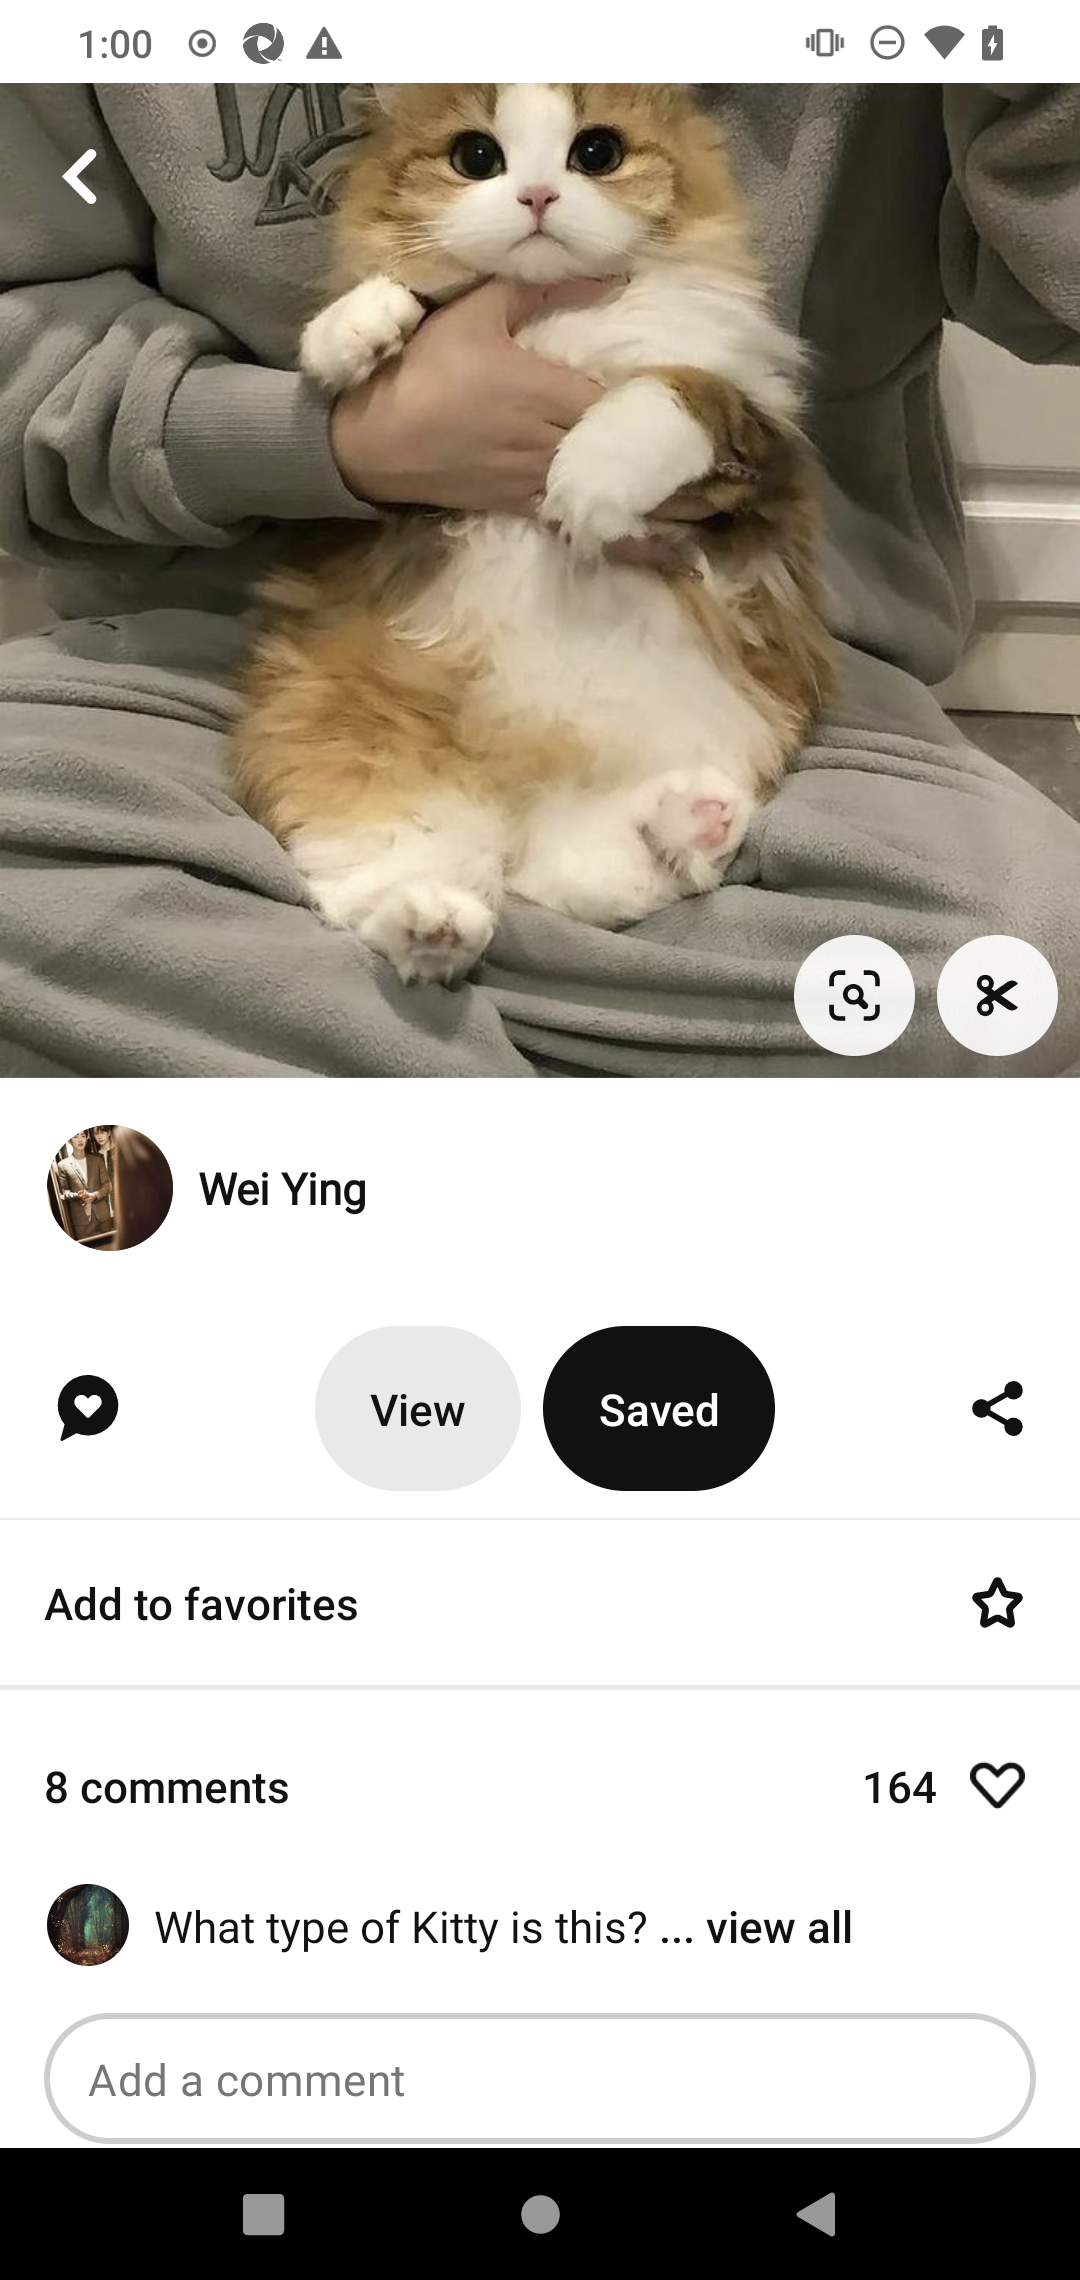 1:00
Wei Ying
View
Saved
Add to favorites
8 comments
164
What type of Kitty is this? ... view all
Add a comment